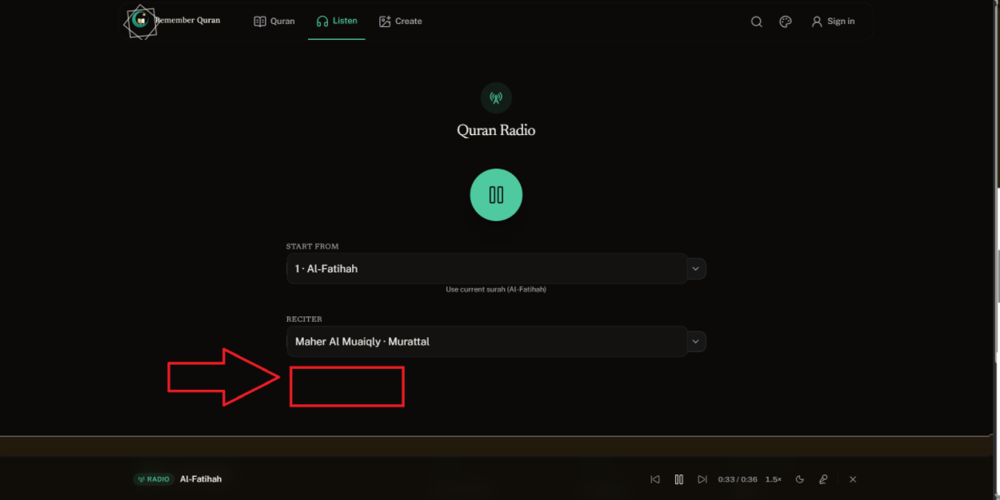 Remember Quran
Quran
Listen
Create
Sign in
Quran Radio
START FROM
1 · Al-Fatihah
Use current surah (Al-Fatihah)
RECITER
Maher Al Muaiqly · Murattal
RADIO
Al-Fatihah
0:33 / 0:36
1.5×